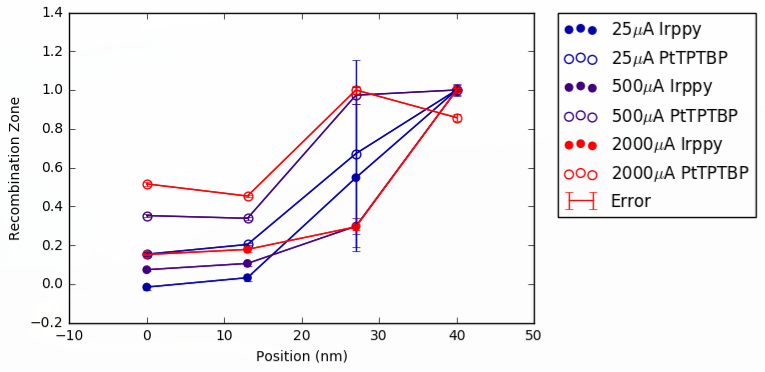 1.4
1.2
1.0
0.8
0.6
0.4
0.2
0.0
−0.2
−10
0
10
20
30
40
50
Recombination Zone
Position (nm)
25μA Irppy
25μA PtTPTBP
500μA Irppy
500μA PtTPTBP
2000μA Irppy
2000μA PtTPTBP
Error